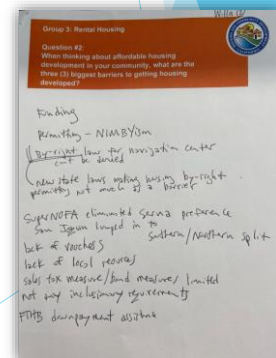 Group 3: Rental Housing
Question #2:
When thinking about affordable housing
development in your community, what are the
three (3) biggest barriers to getting housing
developed?
Funding
Permitting - NIMBYism
By-right law for navigation center
can't be denied
new state laws making housing by-right
permitting not much of a barrier
SuperNOFA eliminated Serna preference
San Joaquin lumped in to
Southern/Northern split
lack of vouchers
lack of local resources
sales tax measure/bond measures limited
not any inclusionary requirements
FTHB downpayment assistance